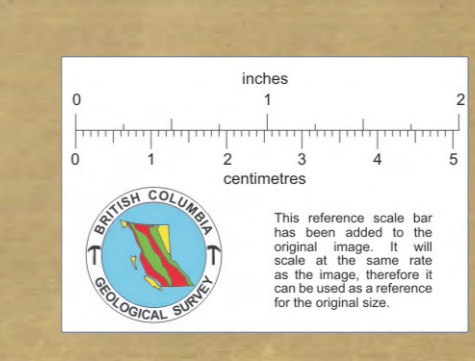 inches
0 1 2
0 1 2 3 4 5
centimetres
BRITISH COLUMBIA
GEOLOGICAL SURVEY
This reference scale bar
has been added to the
original image. It will
scale at the same rate
as the image, therefore it
can be used as a reference
for the original size.